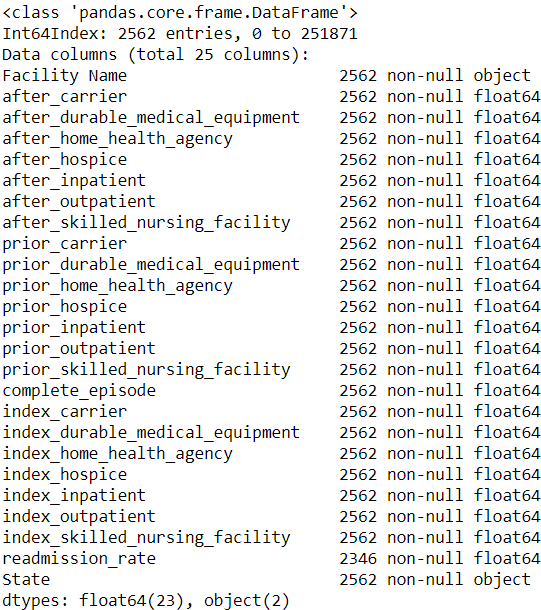 <class 'pandas.core.frame.DataFrame'>
Int64Index: 2562 entries, 0 to 251871
Data columns (total 25 columns):
Facility Name                     2562 non-null object
after_carrier                     2562 non-null float64
after_durable_medical_equipment   2562 non-null float64
after_home_health_agency          2562 non-null float64
after_hospice                     2562 non-null float64
after_inpatient                   2562 non-null float64
after_outpatient                  2562 non-null float64
after_skilled_nursing_facility    2562 non-null float64
prior_carrier                     2562 non-null float64
prior_durable_medical_equipment   2562 non-null float64
prior_home_health_agency          2562 non-null float64
prior_hospice                     2562 non-null float64
prior_inpatient                   2562 non-null float64
prior_outpatient                  2562 non-null float64
prior_skilled_nursing_facility    2562 non-null float64
complete_episode                  2562 non-null float64
index_carrier                     2562 non-null float64
index_durable_medical_equipment   2562 non-null float64
index_home_health_agency          2562 non-null float64
index_hospice                     2562 non-null float64
index_inpatient                   2562 non-null float64
index_outpatient                  2562 non-null float64
index_skilled_nursing_facility    2562 non-null float64
readmission_rate                  2346 non-null float64
State                             2562 non-null object
dtypes: float64(23), object(2)